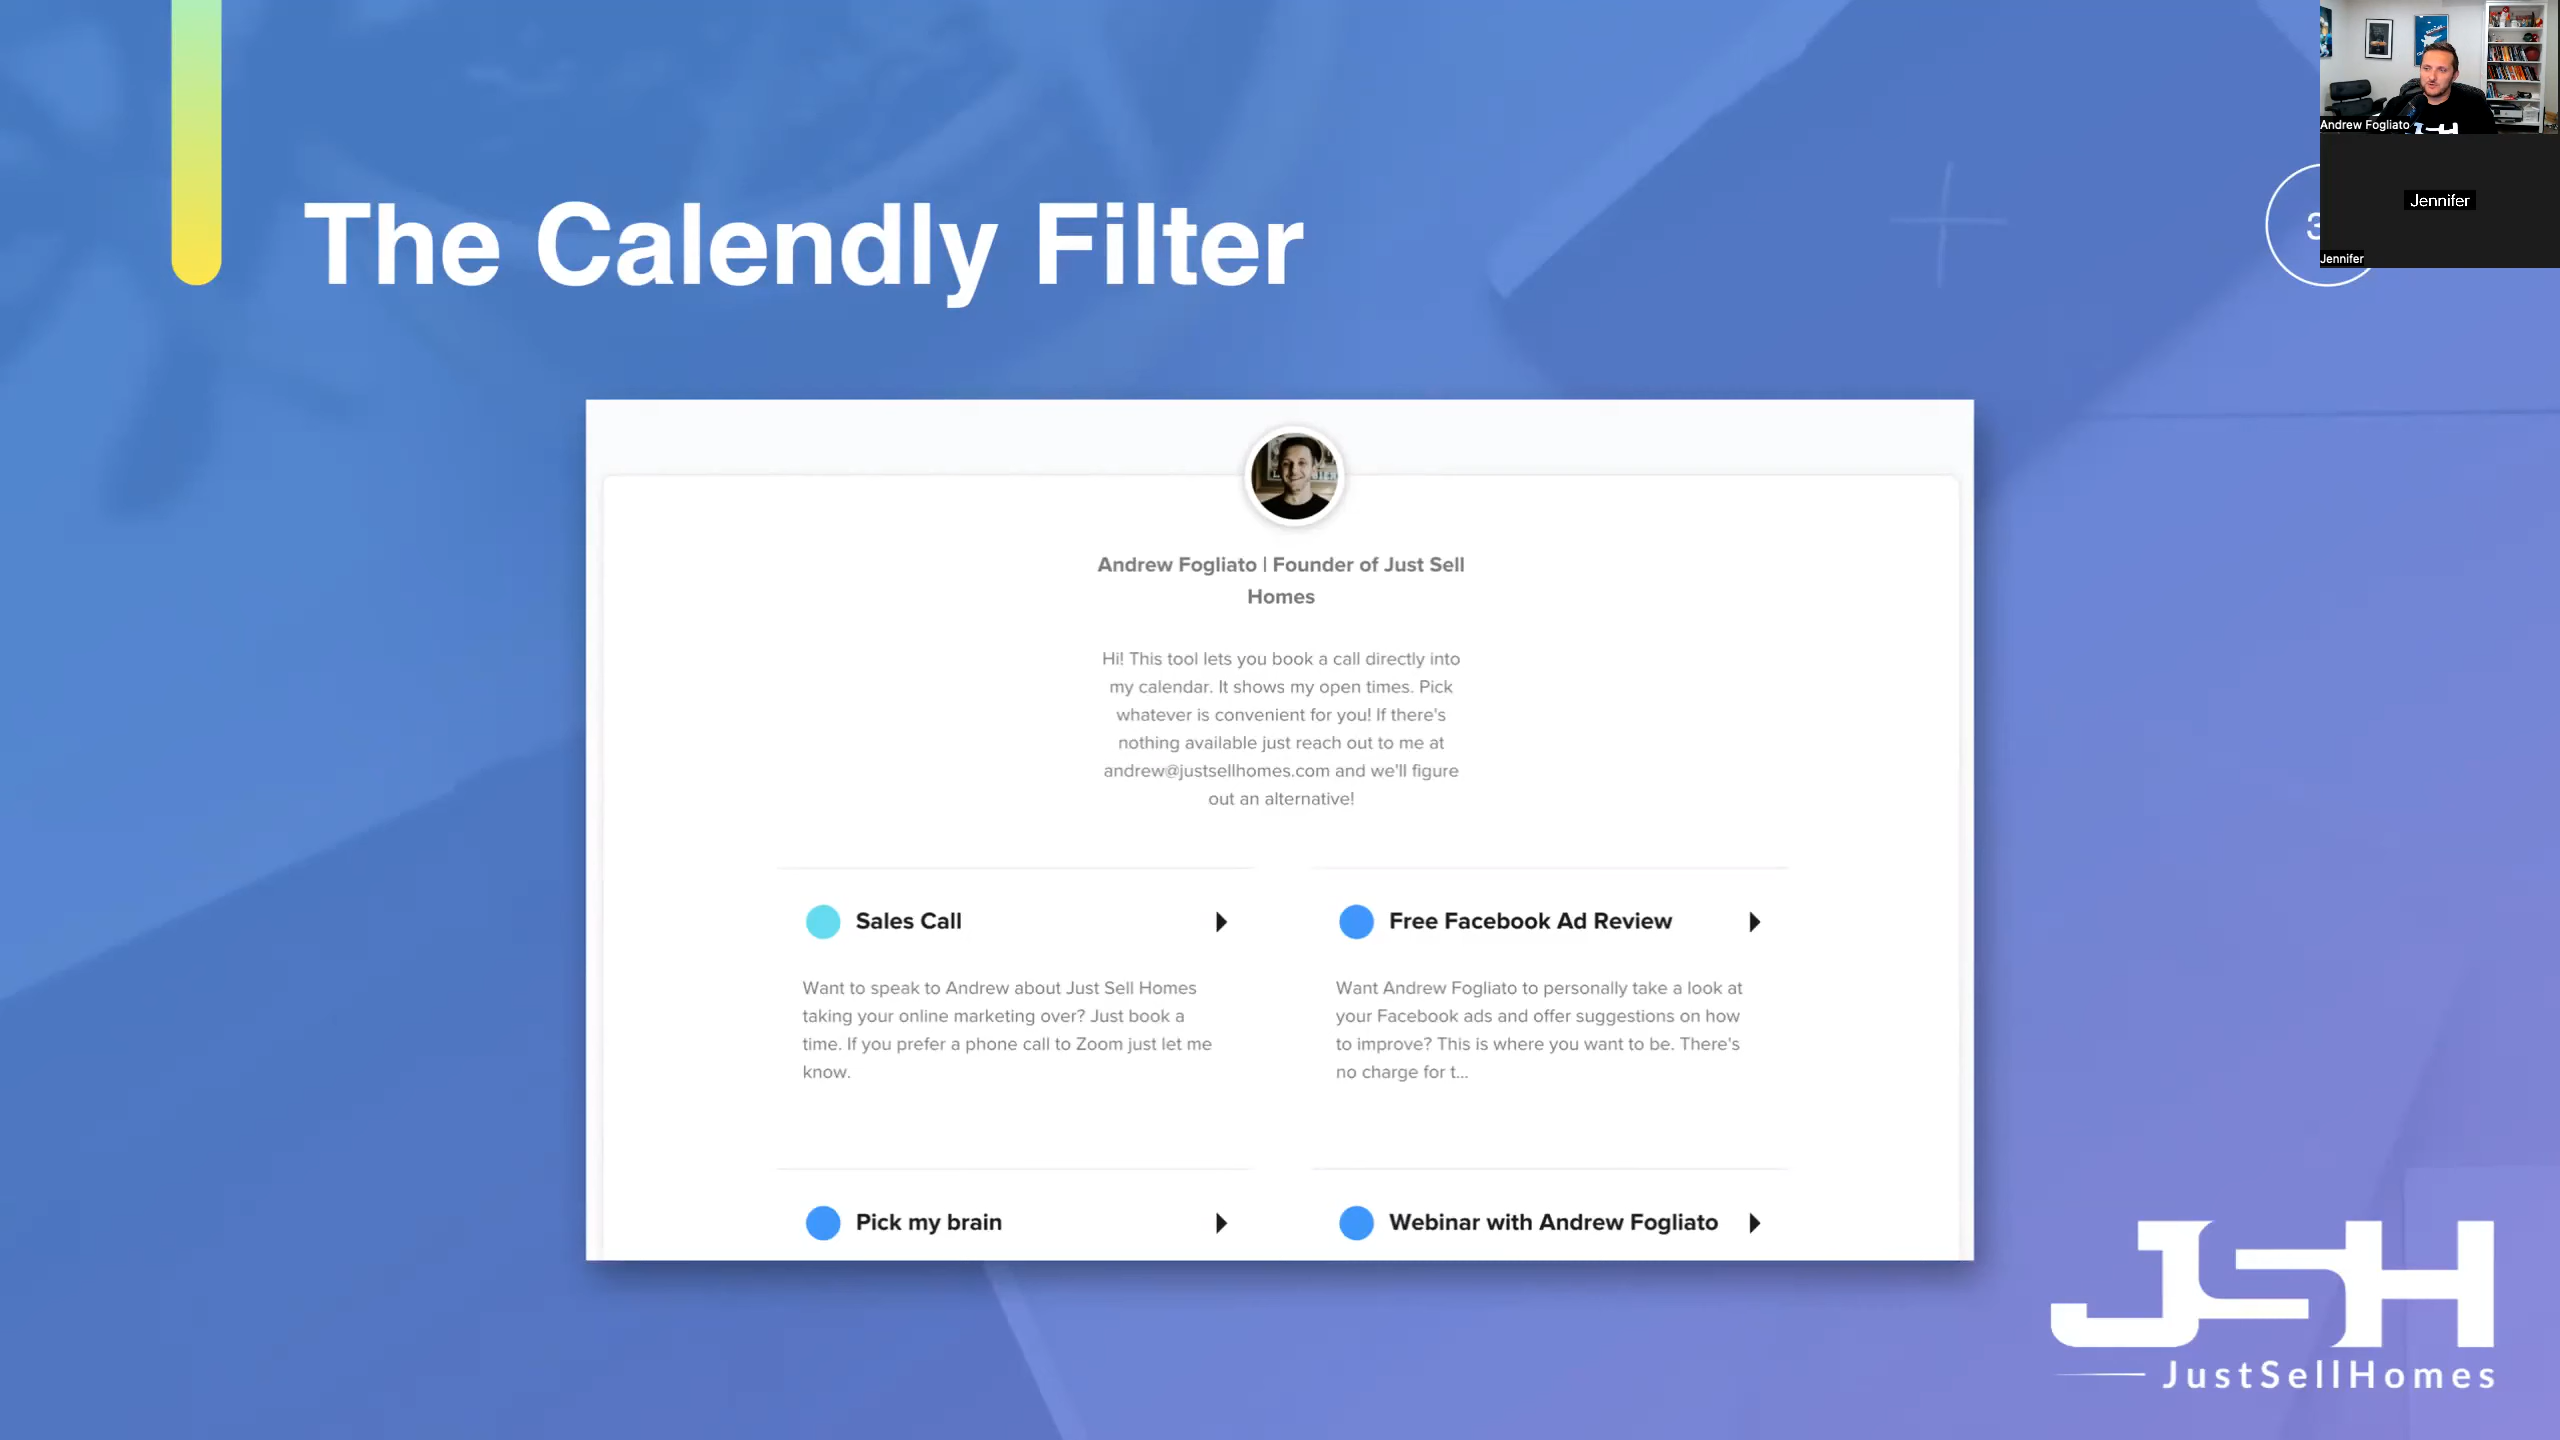 The Calendly Filter
Andrew Fogliato
Jennifer
Jennifer
Andrew Fogliato | Founder of Just Sell
Homes
Hi! This tool lets you book a call directly into
my calendar. It shows my open times. Pick
whatever is convenient for you! If there's
nothing available just reach out to me at
andrew@justsellhomes.com and we'll figure
out an alternative!
Sales Call
Want to speak to Andrew about Just Sell Homes
taking your online marketing over? Just book a
time. If you prefer a phone call to Zoom just let me
know.
Free Facebook Ad Review
Want Andrew Fogliato to personally take a look at
your Facebook ads and offer suggestions on how
to improve? This is where you want to be. There's
no charge for t...
Pick my brain
Webinar with Andrew Fogliato
JSH
JustSellHomes